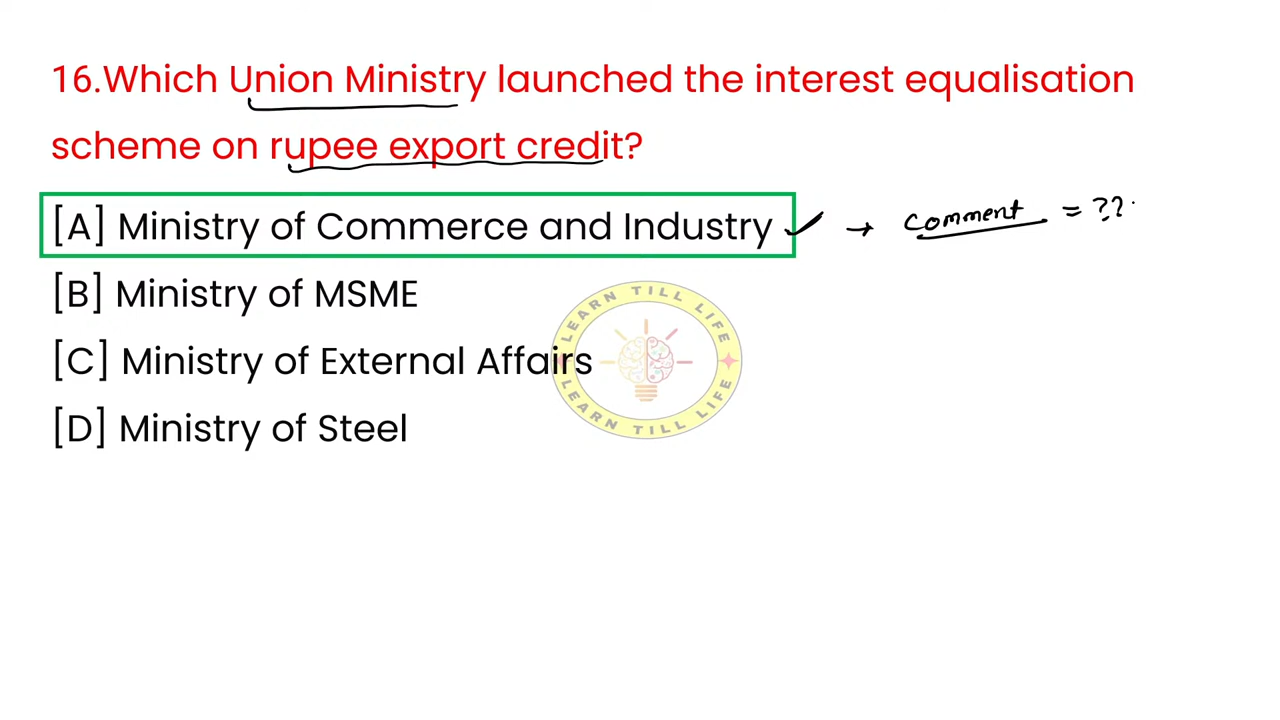 16.Which Union Ministry launched the interest equalisation
scheme on rupee export credit?
[A] Ministry of Commerce and Industry → comment = ??
[B] Ministry of MSME
[C] Ministry of External Affairs
[D] Ministry of Steel
LEARN TILL LIFE
LEARN TILL LIFE